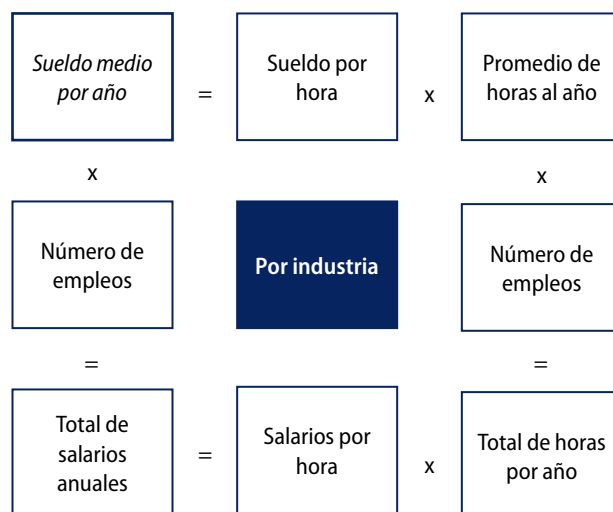 Sueldo medio
por año
=
Sueldo por
hora
x
Promedio de
horas al año
x
x
Número de
empleos
Por industria
Número de
empleos
=
=
Total de
salarios
anuales
=
Salarios por
hora
x
Total de horas
por año